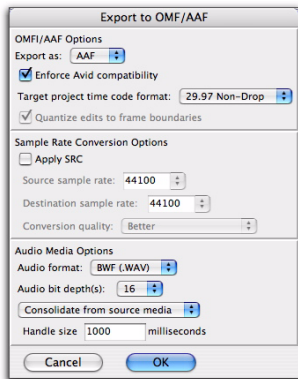 Export to OMF/AAF
OMFI/AAF Options
Export as: AAF
Enforce Avid compatibility
Target project time code format: 29.97 Non-Drop
Quantize edits to frame boundaries
Sample Rate Conversion Options
Apply SRC
Source sample rate: 44100
Destination sample rate: 44100
Conversion quality: Better
Audio Media Options
Audio format: BWF (.WAV)
Audio bit depth(s): 16
Consolidate from source media
Handle size 1000 milliseconds
Cancel OK